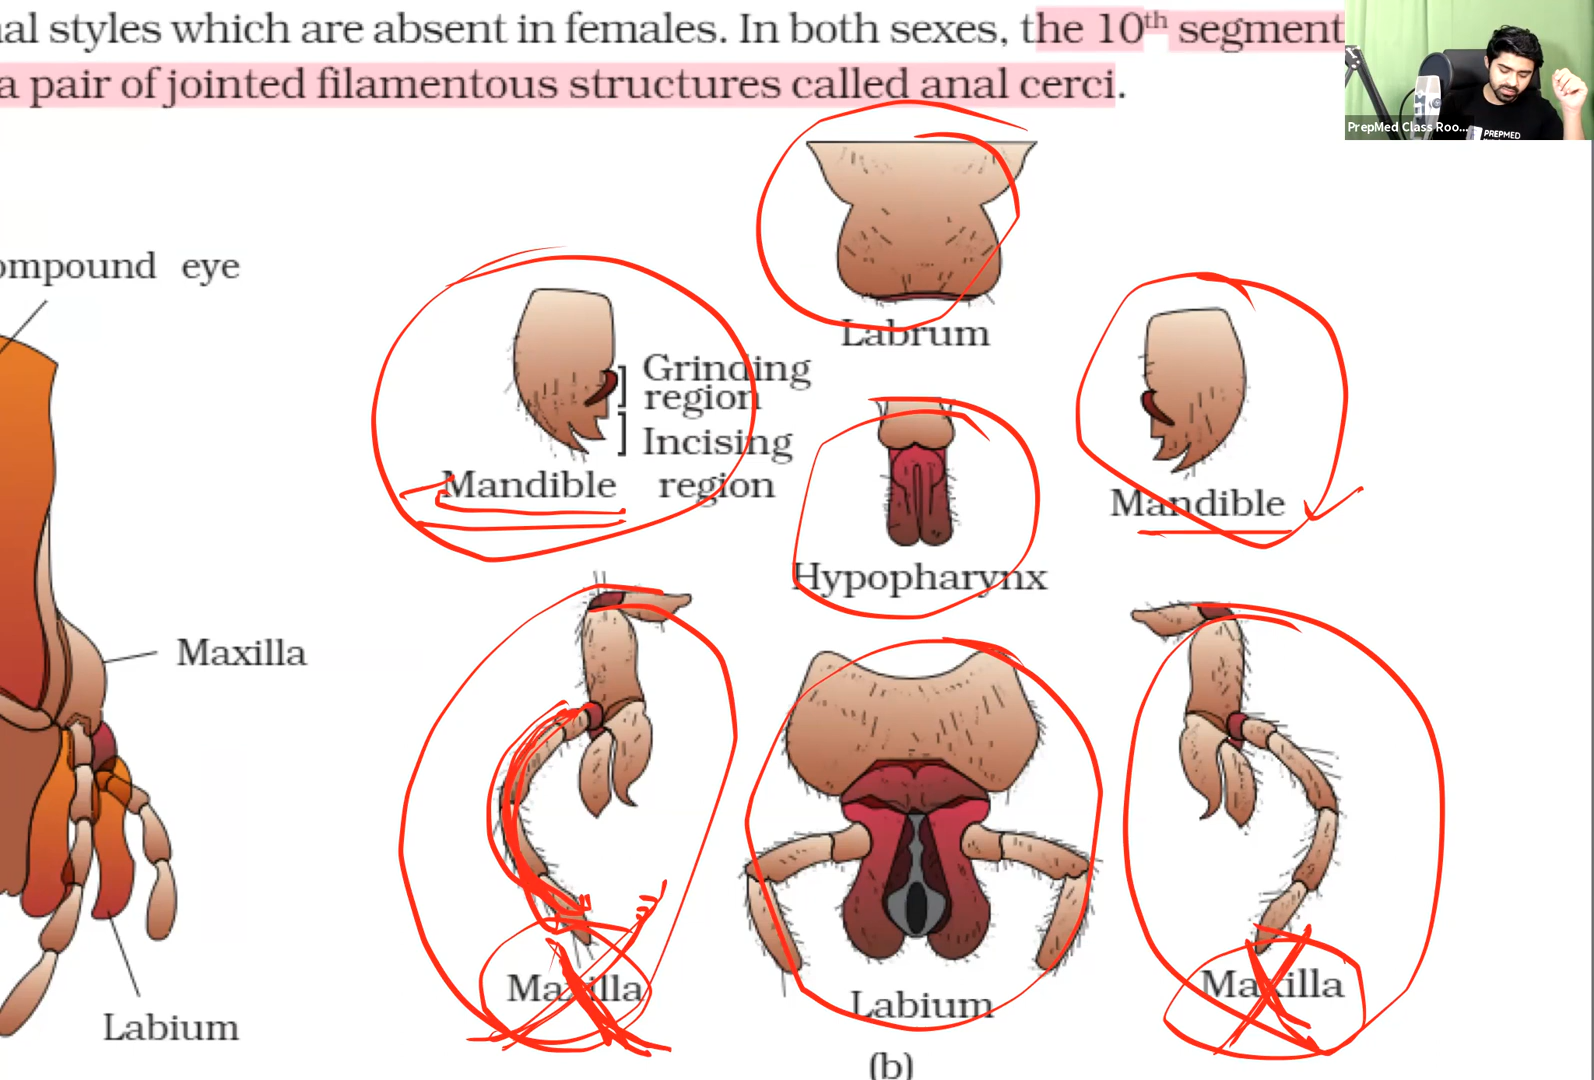 al styles which are absent in females. In both sexes, the 10th segment
a pair of jointed filamentous structures called anal cerci.
PrepMed Class Roo...
PREPMED
ompound eye
Labrum
Grinding
region
Incising
region
Mandible
Mandible
Hypopharynx
Maxilla
Maxilla
Labium
Maxilla
Labium
(b)